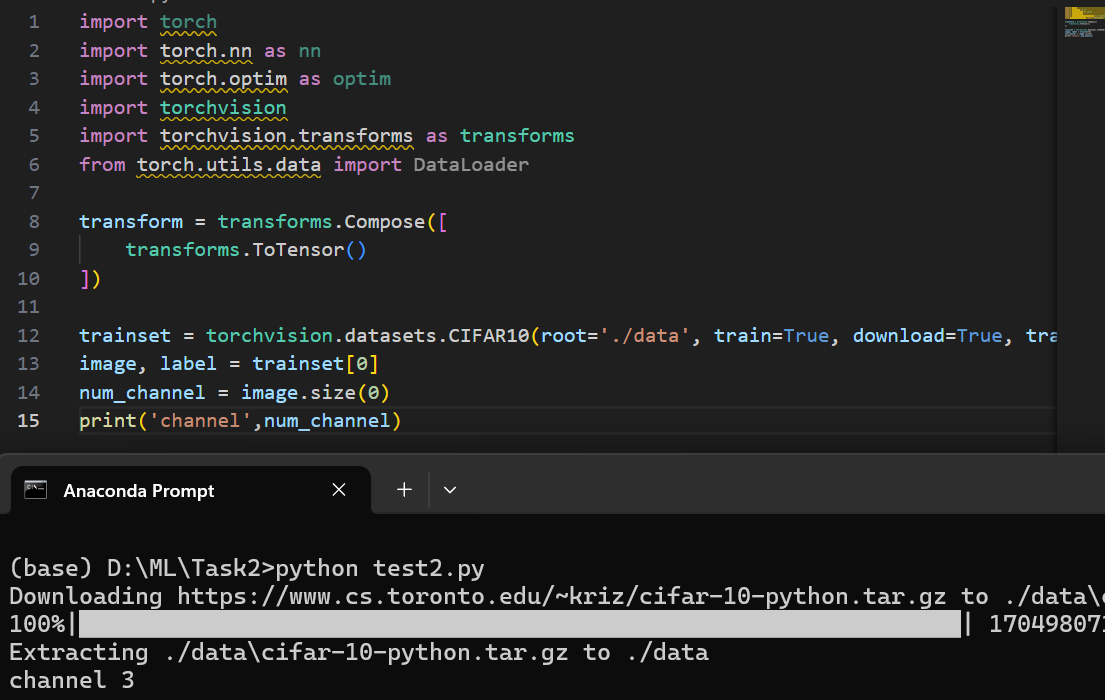 1 import torch
2 import torch.nn as nn
3 import torch.optim as optim
4 import torchvision
5 import torchvision.transforms as transforms
6 from torch.utils.data import DataLoader
7
8 transform = transforms.Compose([
9     transforms.ToTensor()
10 ])
11
12 trainset = torchvision.datasets.CIFAR10(root='./data', train=True, download=True, tra
13 image, label = trainset[0]
14 num_channel = image.size(0)
15 print('channel',num_channel)
Anaconda Prompt
(base) D:\ML\Task2>python test2.py
Downloading https://www.cs.toronto.edu/~kriz/cifar-10-python.tar.gz to ./data\c
100%| | 170498071
Extracting ./data\cifar-10-python.tar.gz to ./data
channel 3